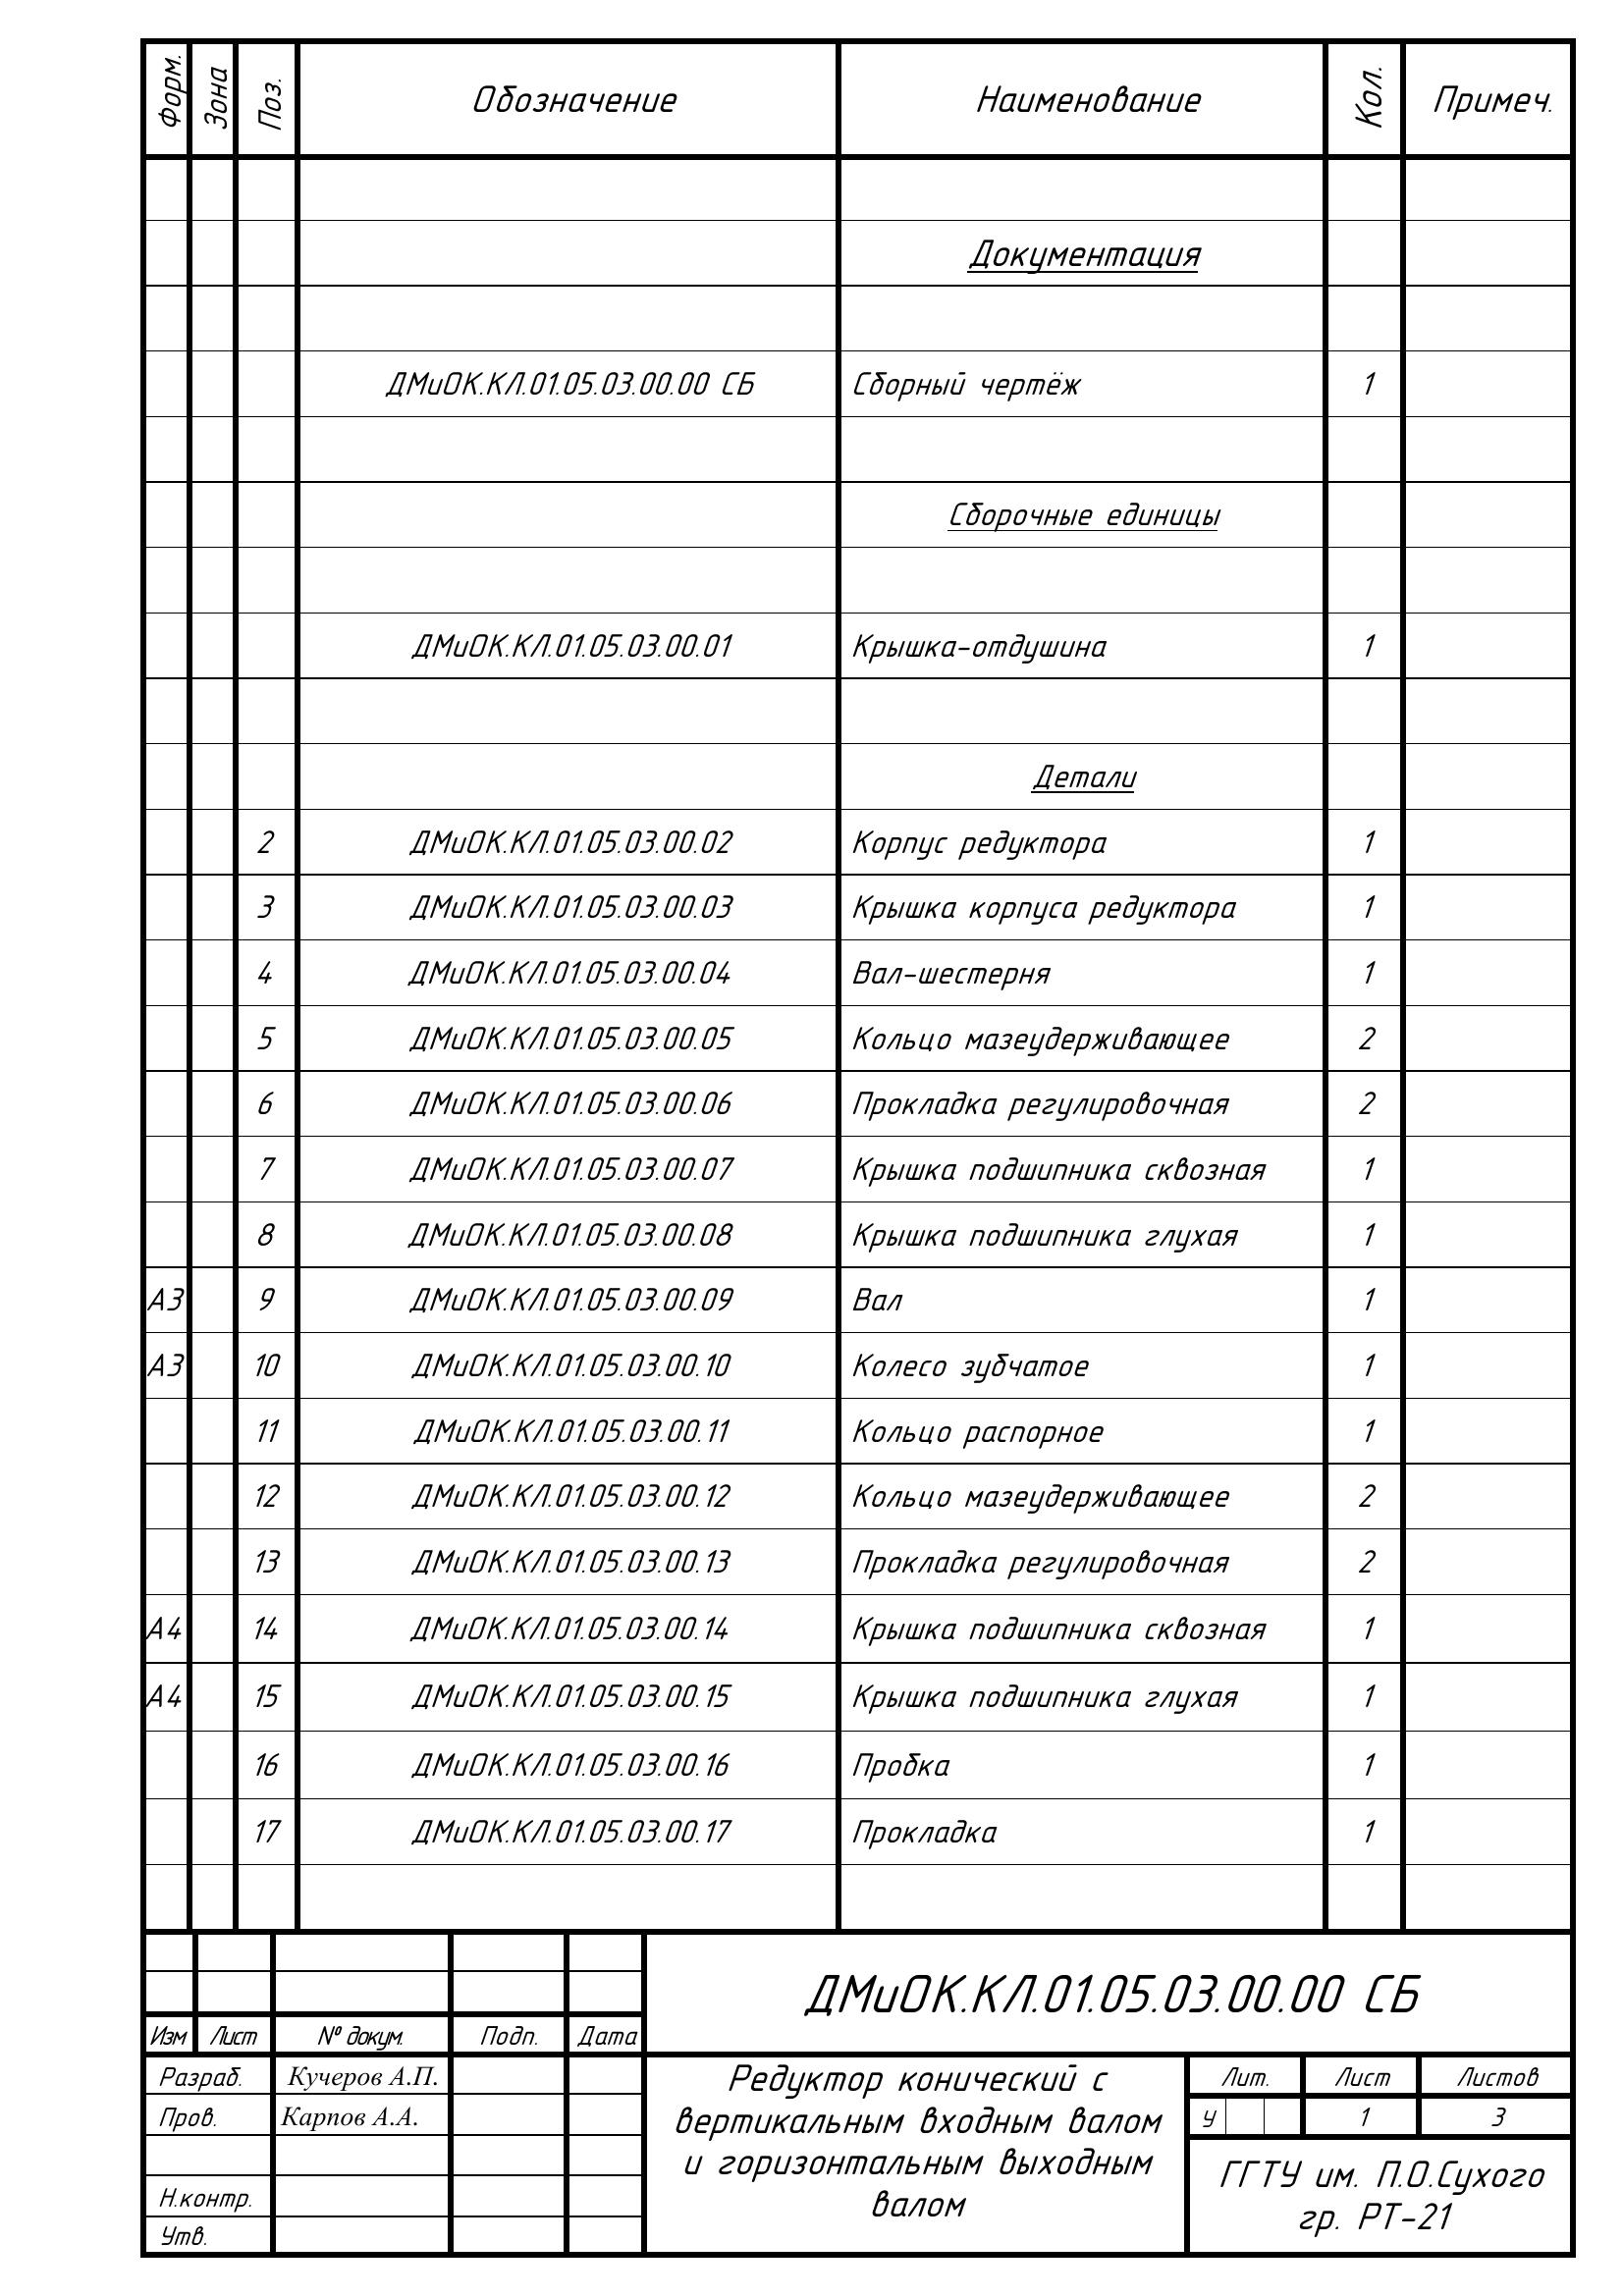 Форм. Зона Поз. Обозначение Наименование Кол. Примеч.
Документация
ДМиОК.КЛ.01.05.03.00.00 СБ Сборный чертёж 1
Сборочные единицы
ДМиОК.КЛ.01.05.03.00.01 Крышка-отдушина 1
Детали
2 ДМиОК.КЛ.01.05.03.00.02 Корпус редуктора 1
3 ДМиОК.КЛ.01.05.03.00.03 Крышка корпуса редуктора 1
4 ДМиОК.КЛ.01.05.03.00.04 Вал-шестерня 1
5 ДМиОК.КЛ.01.05.03.00.05 Кольцо мазеудерживающее 2
6 ДМиОК.КЛ.01.05.03.00.06 Прокладка регулировочная 2
7 ДМиОК.КЛ.01.05.03.00.07 Крышка подшипника сквозная 1
8 ДМиОК.КЛ.01.05.03.00.08 Крышка подшипника глухая 1
А3 9 ДМиОК.КЛ.01.05.03.00.09 Вал 1
А3 10 ДМиОК.КЛ.01.05.03.00.10 Колесо зубчатое 1
11 ДМиОК.КЛ.01.05.03.00.11 Кольцо распорное 1
12 ДМиОК.КЛ.01.05.03.00.12 Кольцо мазеудерживающее 2
13 ДМиОК.КЛ.01.05.03.00.13 Прокладка регулировочная 2
А4 14 ДМиОК.КЛ.01.05.03.00.14 Крышка подшипника сквозная 1
А4 15 ДМиОК.КЛ.01.05.03.00.15 Крышка подшипника глухая 1
16 ДМиОК.КЛ.01.05.03.00.16 Пробка 1
17 ДМиОК.КЛ.01.05.03.00.17 Прокладка 1
ДМиОК.КЛ.01.05.03.00.00 СБ
Изм Лист № докум. Подп. Дата
Разраб. Кучеров А.П.
Пров. Карпов А.А.
Н.контр.
Утв.
Редуктор конический с
вертикальным входным валом
и горизонтальным выходным
валом
Лит. Лист Листов
У 1 3
ГГТУ им. П.О.Сухого
гр. РТ-21